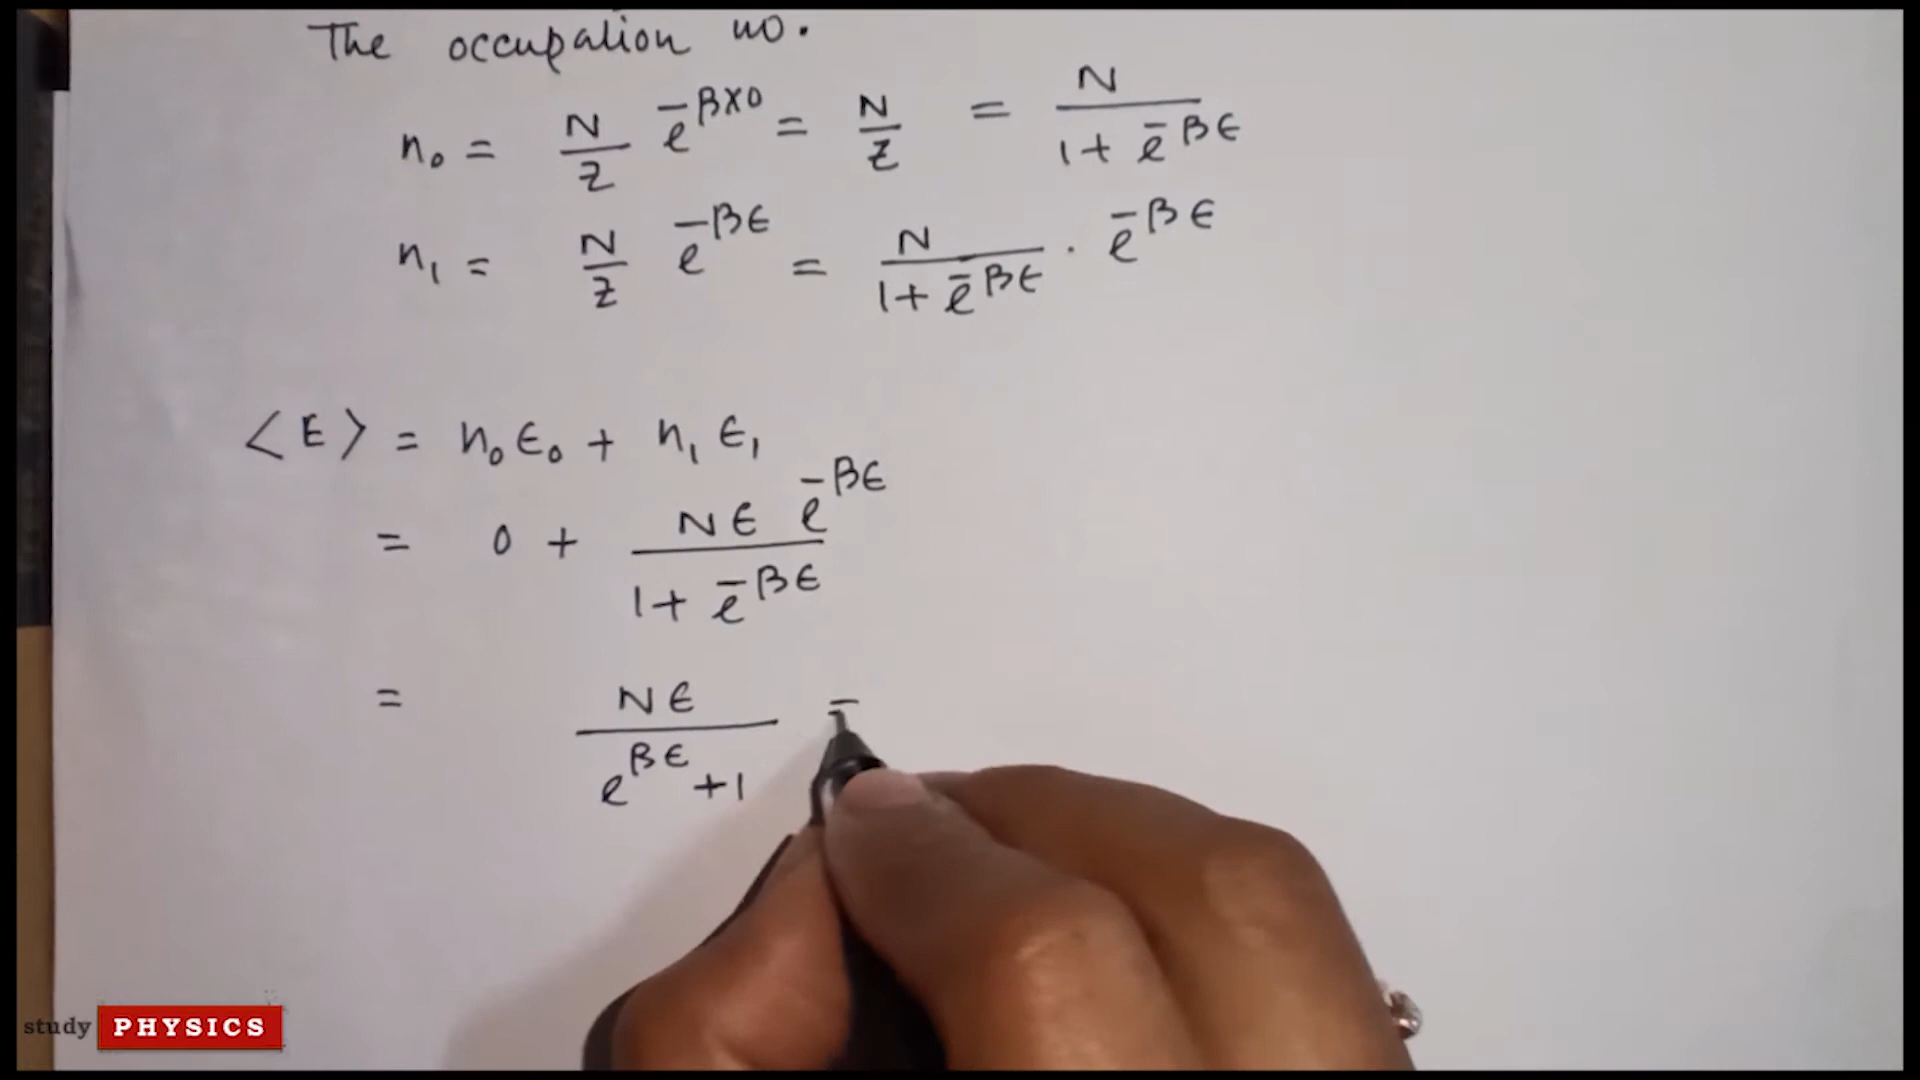 The occupation no.
n₀ = N/Z e^{-β×0} = N/Z = N/(1 + e^{-βϵ})
n₁ = N/Z e^{-βϵ} = N/(1 + e^{-βϵ}) · e^{-βϵ}
⟨E⟩ = n₀ϵ₀ + n₁ϵ₁
= 0 + Nϵ e^{-βϵ}/(1 + e^{-βϵ})
= Nϵ/(e^{βϵ} + 1) =
study PHYSICS